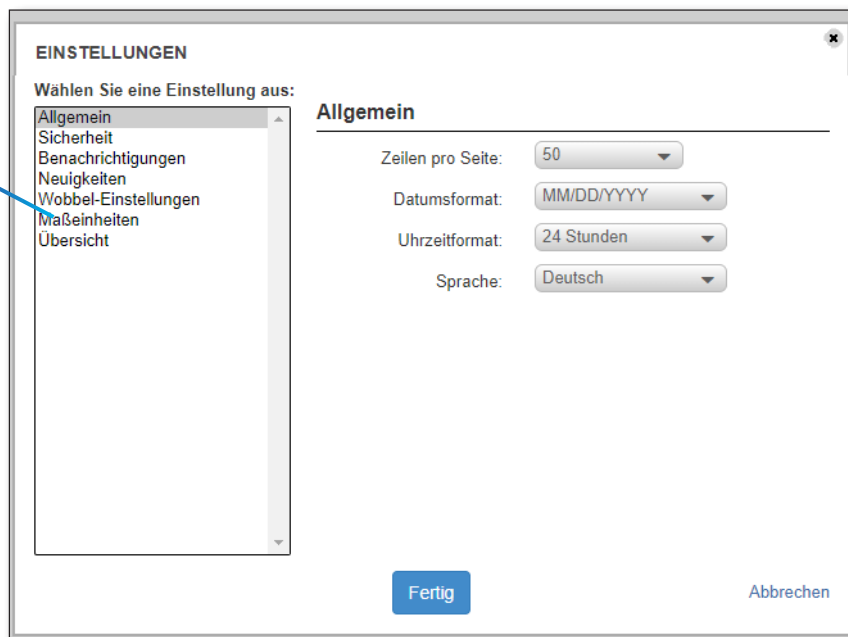 EINSTELLUNGEN
Wählen Sie eine Einstellung aus:
Allgemein
Sicherheit
Benachrichtigungen
Neuigkeiten
Wobbel-Einstellungen
Maßeinheiten
Übersicht
Allgemein
Zeilen pro Seite: 50
Datumsformat: MM/DD/YYYY
Uhrzeitformat: 24 Stunden
Sprache: Deutsch
Fertig
Abbrechen